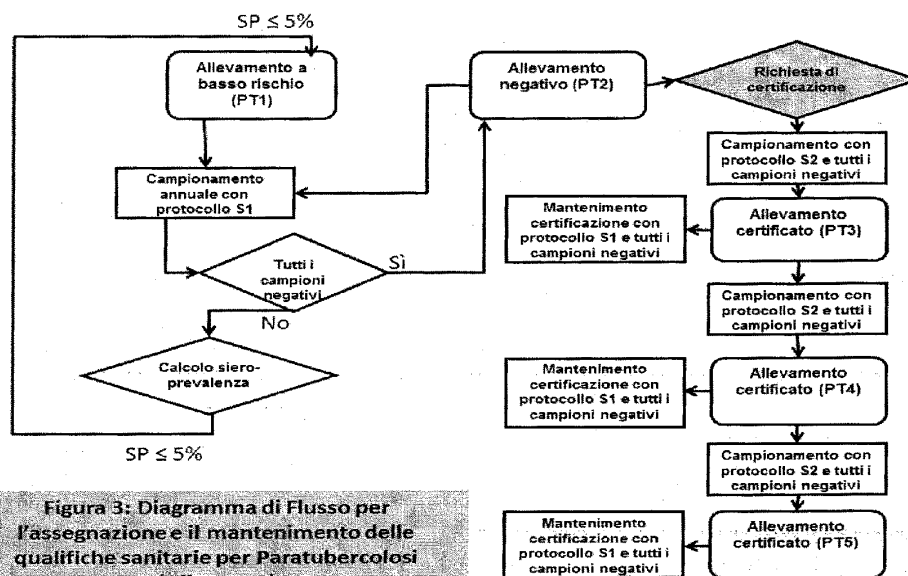 SP ≤ 5%
Allevamento a
basso rischio
(PT1)
Campionamento
annuale con
protocollo S1
Tutti i
campioni
negativi
Sì
No
Calcolo siero-
prevalenza
SP ≤ 5%
Allevamento
negativo (PT2)
Richiesta di
certificazione
Campionamento con
protocollo S2 e tutti i
campioni negativi
Allevamento
certificato (PT3)
Mantenimento
certificazione con
protocollo S1 e tutti i
campioni negativi
Campionamento con
protocollo S2 e tutti i
campioni negativi
Allevamento
certificato (PT4)
Mantenimento
certificazione con
protocollo S1 e tutti i
campioni negativi
Campionamento con
protocollo S2 e tutti i
campioni negativi
Allevamento
certificato (PT5)
Mantenimento
certificazione con
protocollo S1 e tutti i
campioni negativi
Figura 3: Diagramma di Flusso per
l'assegnazione e il mantenimento delle
qualifiche sanitarie per Paratubercolosi